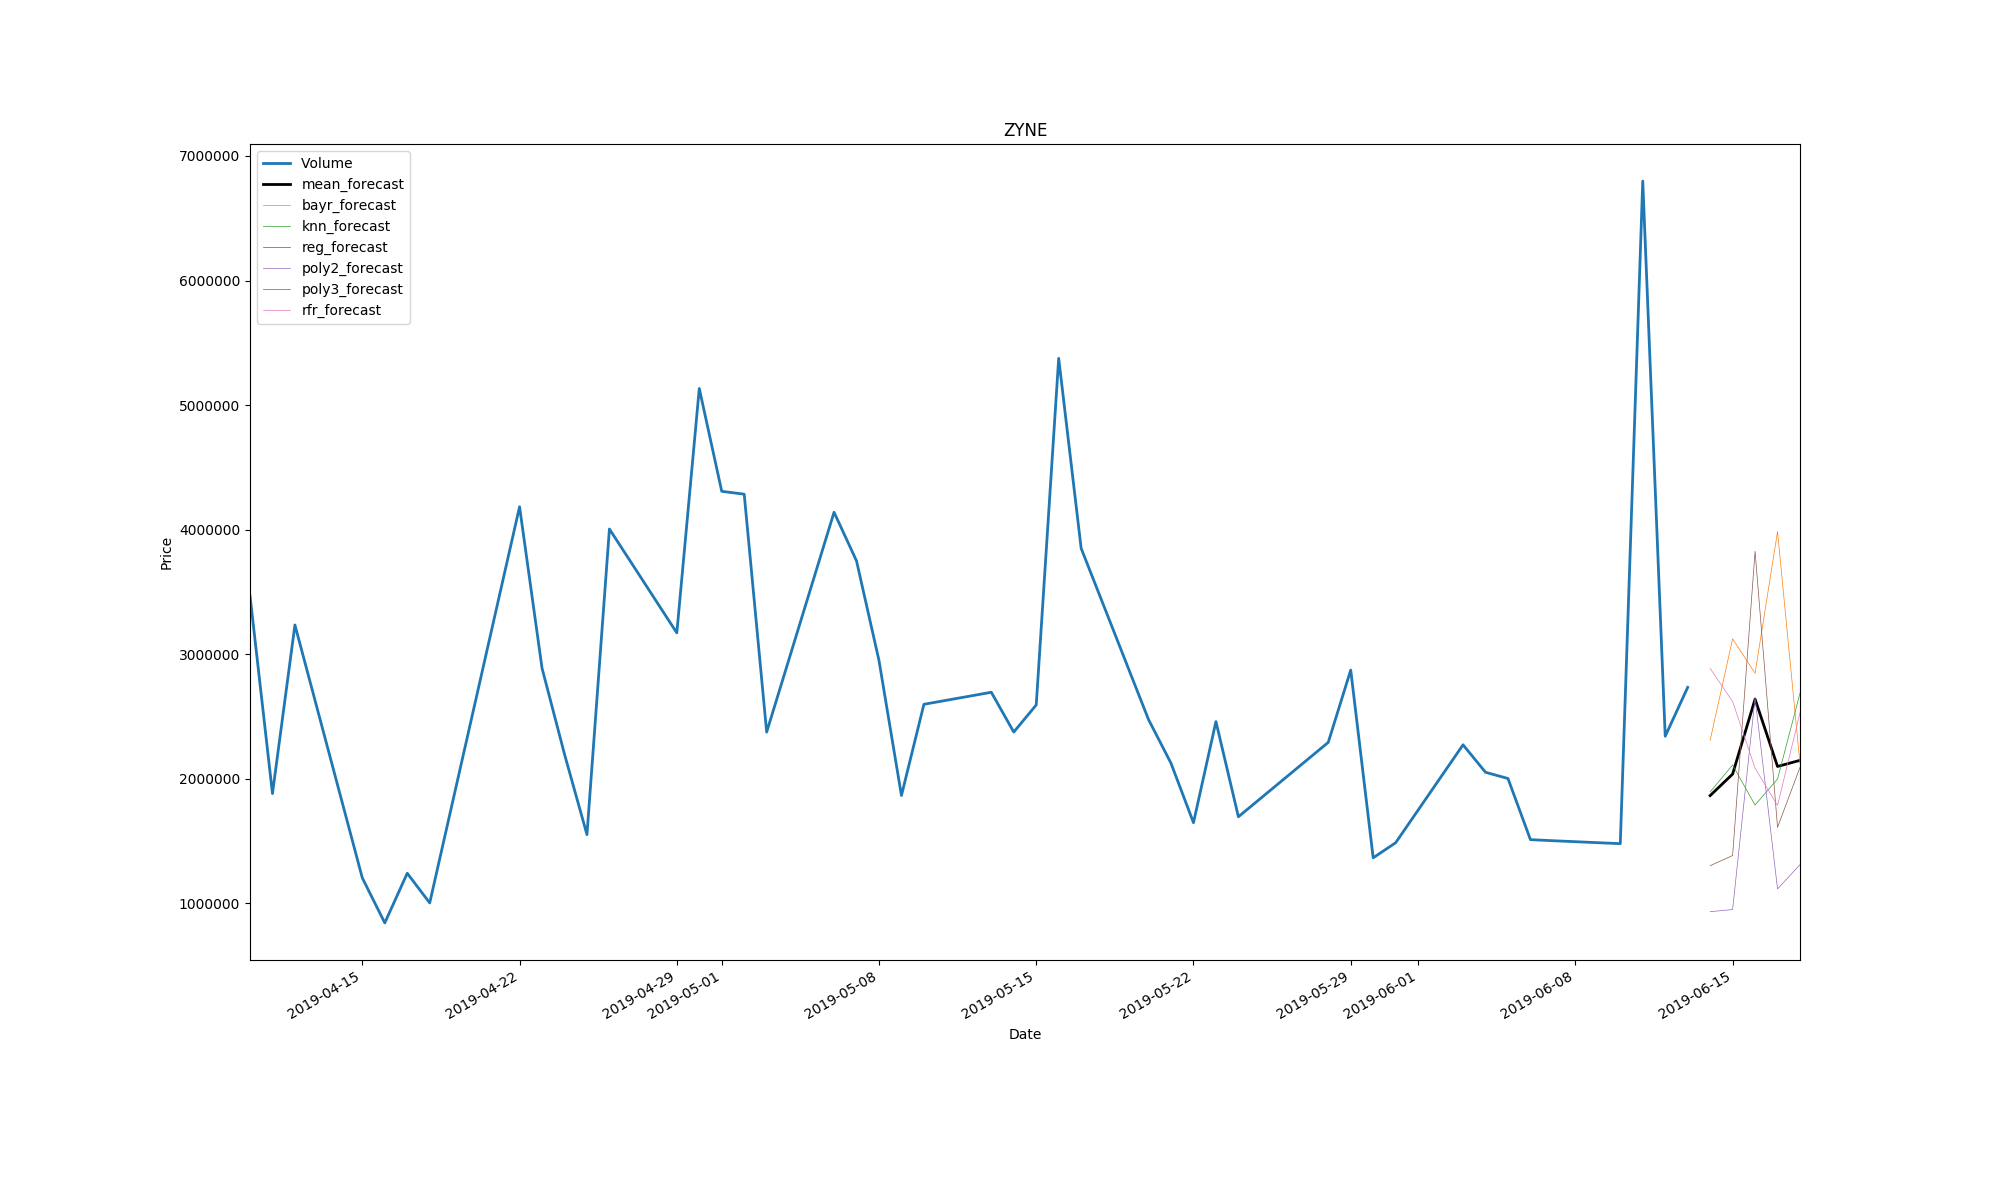 ZYNE
7000000
6000000
5000000
4000000
3000000
2000000
1000000
Price
Volume
mean_forecast
bayr_forecast
knn_forecast
reg_forecast
poly2_forecast
poly3_forecast
rfr_forecast
2019-04-15
2019-04-22
2019-04-29
2019-05-01
2019-05-08
2019-05-15
2019-05-22
2019-05-29
2019-06-01
2019-06-08
2019-06-15
Date